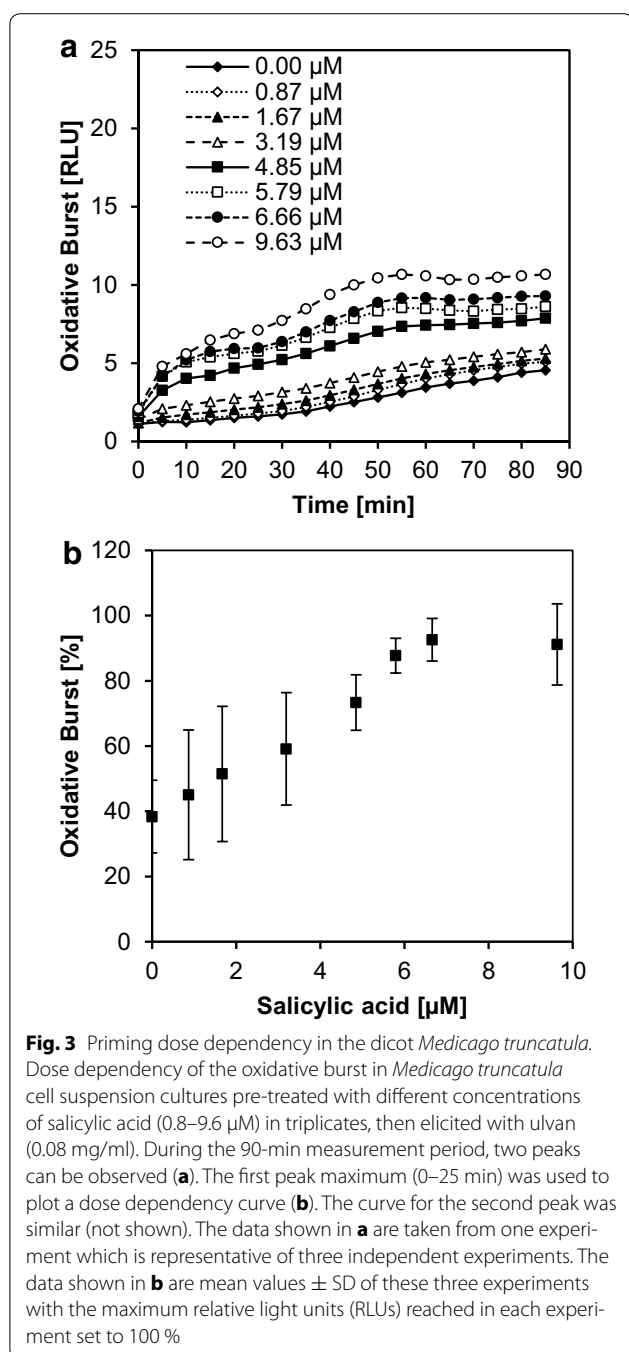 a
25
20
15
10
5
0
Oxidative Burst [RLU]
0.00 µM
0.87 µM
1.67 µM
3.19 µM
4.85 µM
5.79 µM
6.66 µM
9.63 µM
0 10 20 30 40 50 60 70 80 90
Time [min]
b
120
100
80
60
40
20
0
Oxidative Burst [%]
0 2 4 6 8 10
Salicylic acid [µM]
Fig. 3 Priming dose dependency in the dicot Medicago truncatula.
Dose dependency of the oxidative burst in Medicago truncatula
cell suspension cultures pre-treated with different concentrations
of salicylic acid (0.8–9.6 µM) in triplicates, then elicited with ulvan
(0.08 mg/ml). During the 90-min measurement period, two peaks
can be observed (a). The first peak maximum (0–25 min) was used to
plot a dose dependency curve (b). The curve for the second peak was
similar (not shown). The data shown in a are taken from one experi-
ment which is representative of three independent experiments. The
data shown in b are mean values ± SD of these three experiments
with the maximum relative light units (RLUs) reached in each experi-
ment set to 100 %